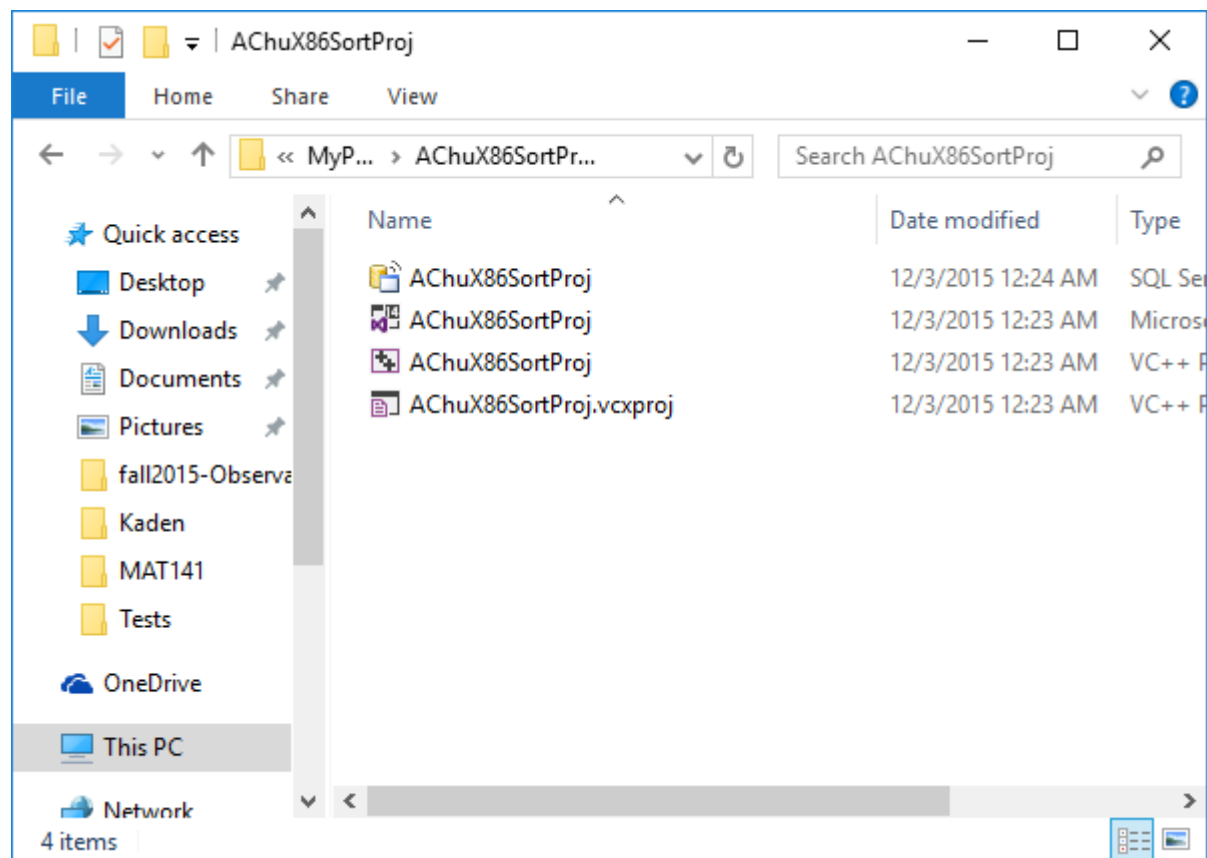 AChuX86SortProj
File Home Share View
« MyP... > AChuX86SortPr... Search AChuX86SortProj
Name Date modified Type
Quick access
Desktop
Downloads
Documents
Pictures
fall2015-Observa
Kaden
MAT141
Tests
OneDrive
This PC
Network
AChuX86SortProj 12/3/2015 12:24 AM SQL Ser
AChuX86SortProj 12/3/2015 12:23 AM Micros
AChuX86SortProj 12/3/2015 12:23 AM VC++ P
AChuX86SortProj.vcxproj 12/3/2015 12:23 AM VC++ P
4 items